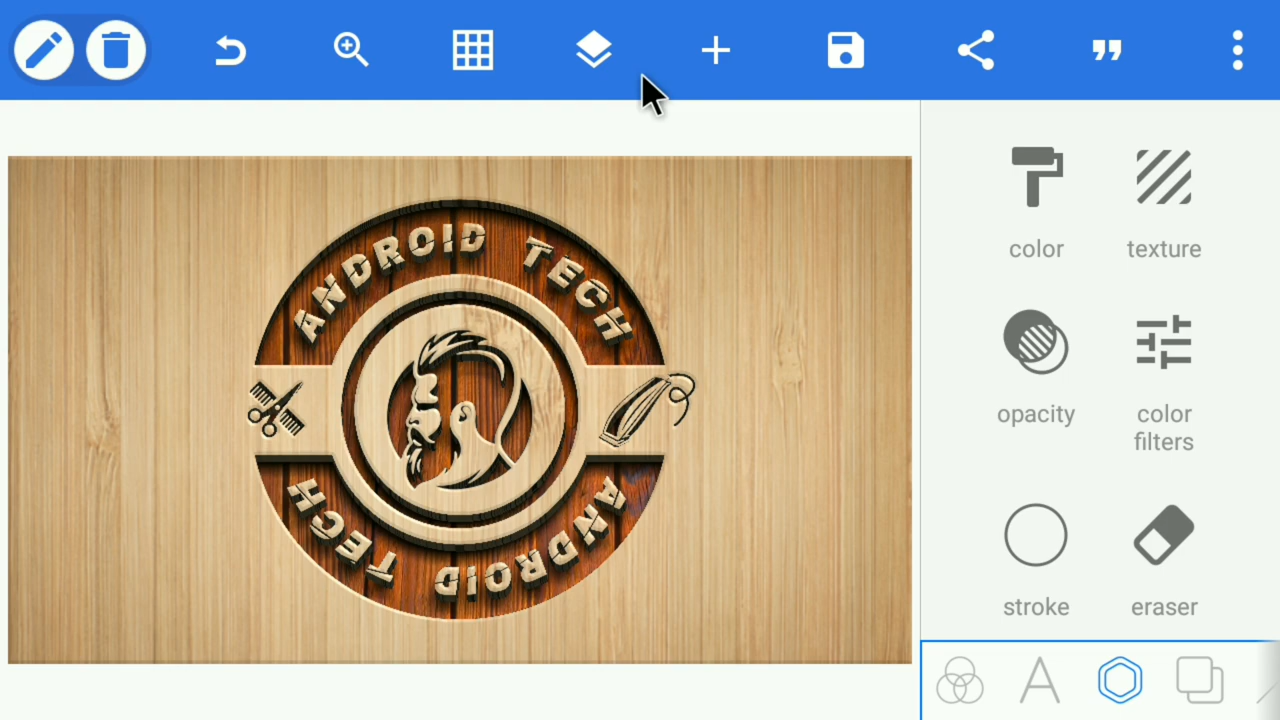 ANDROID TECH
ANDROID TECH
color
texture
opacity
color
filters
stroke
eraser